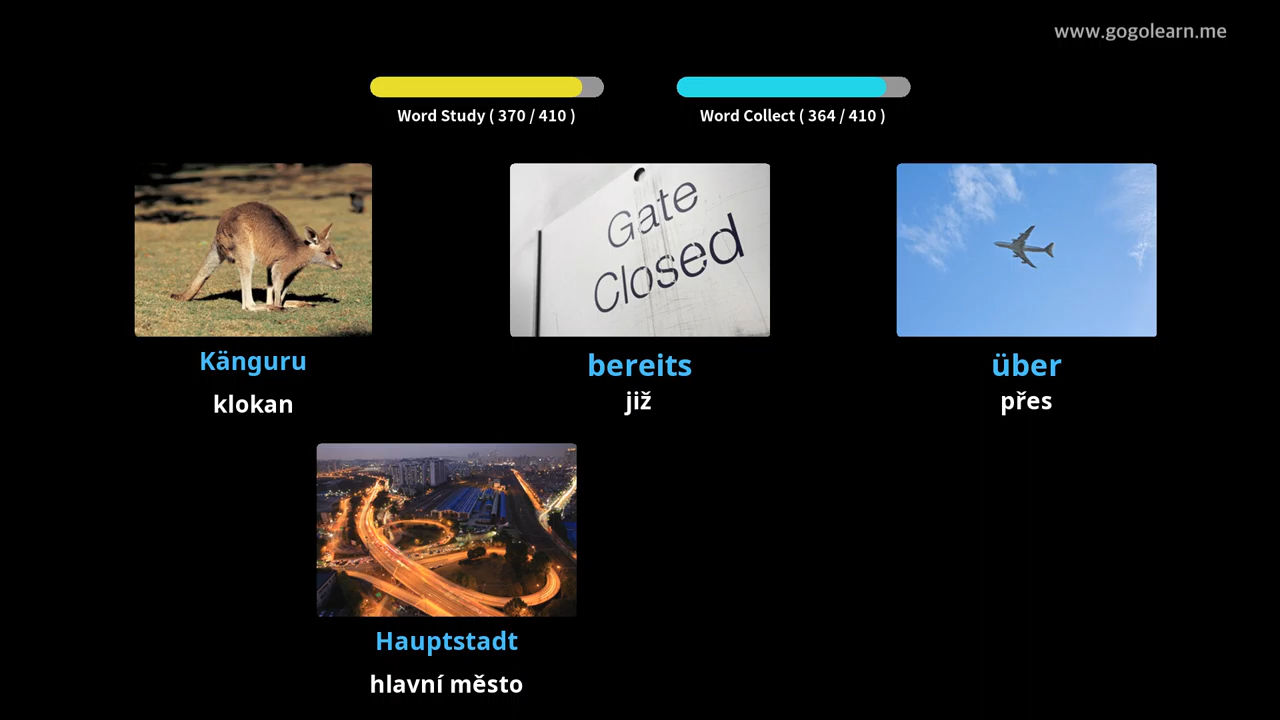 www.gogolearn.me
Word Study ( 370 / 410 )
Word Collect ( 364 / 410 )
Gate
Closed
Känguru
klokan
bereits
již
über
přes
Hauptstadt
hlavní město